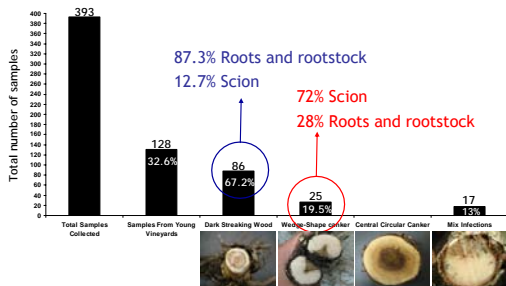 Total number of samples
400
380
360
340
320
300
280
260
240
220
200
180
160
140
120
100
80
60
40
20
0
393
128
32.6%
86
67.2%
25
19.5%
17
13%
87.3% Roots and rootstock
12.7% Scion
72% Scion
28% Roots and rootstock
Total Samples
Collected
Samples From Young
Vineyards
Dark Streaking Wood
Wedge-Shape canker
Central Circular Canker
Mix Infections